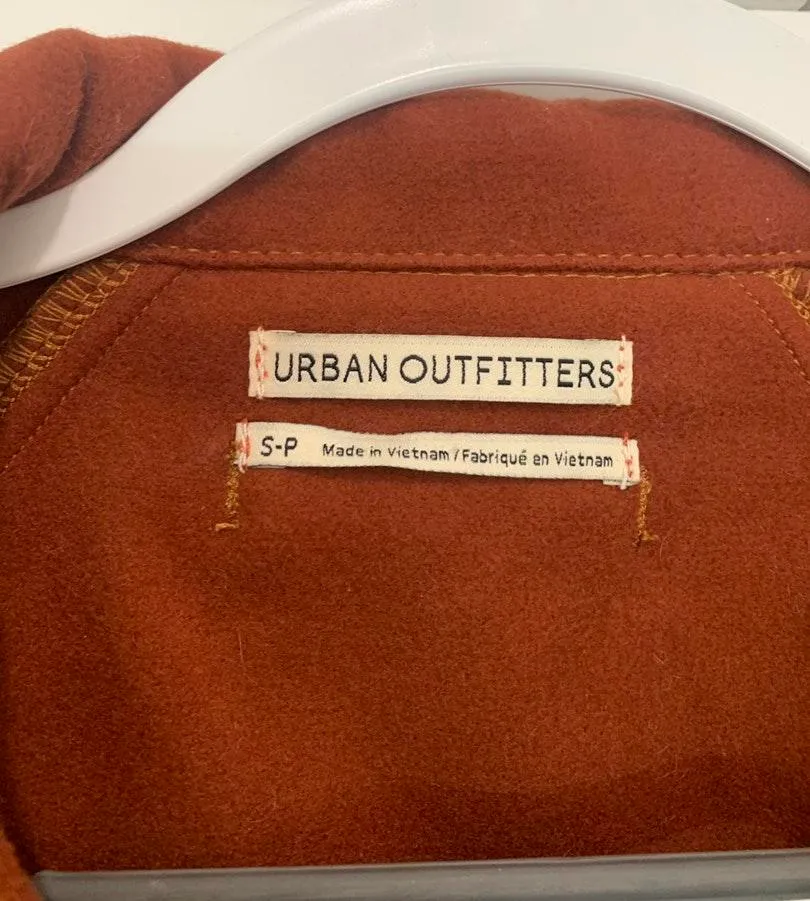 URBAN OUTFITTERS
S-P Made in Vietnam / Fabriqué en Vietnam